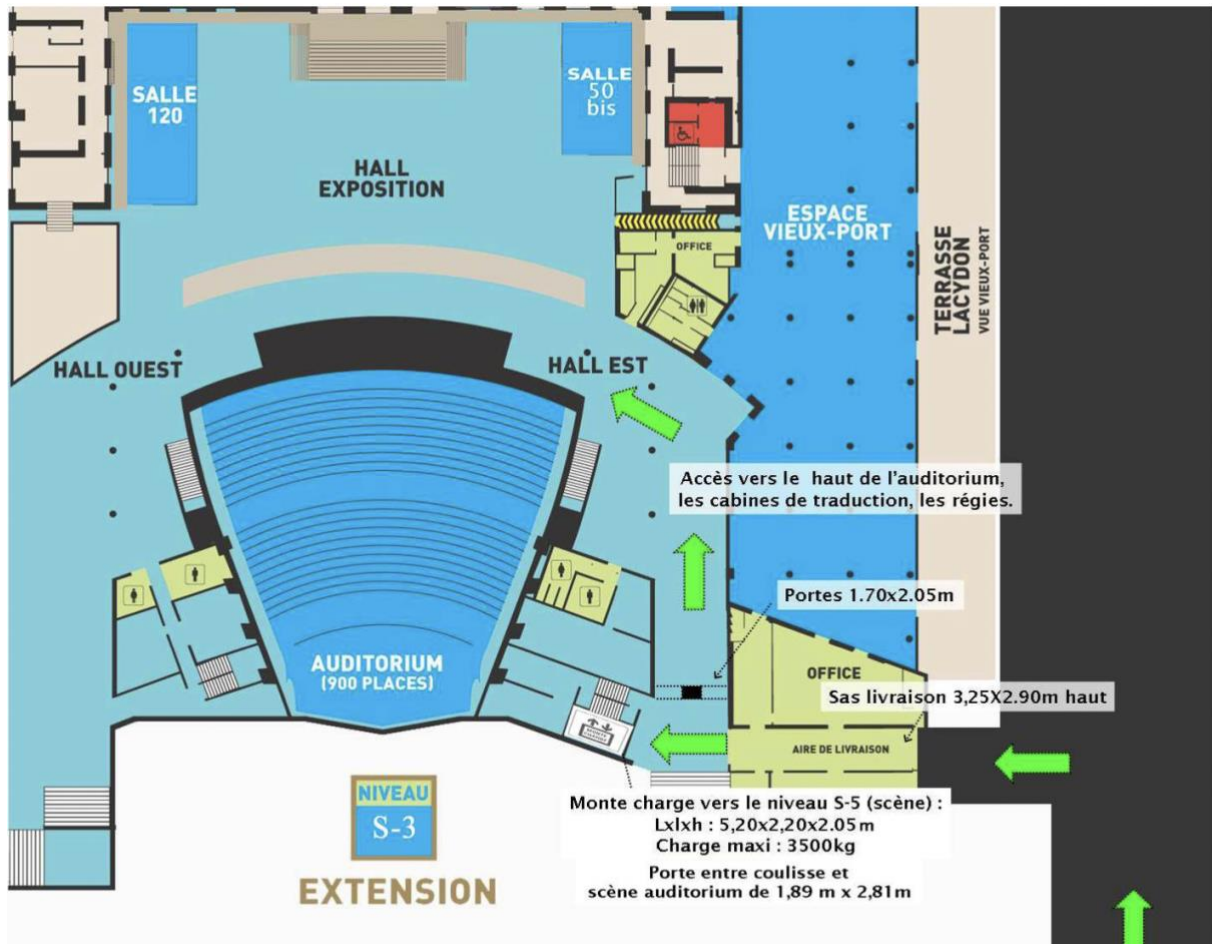 SALLE
120
SALLE
50
bis
HALL
EXPOSITION
OFFICE
ESPACE
VIEUX-PORT
TERRASSE
LACYDON
VUE VIEUX-PORT
HALL OUEST
HALL EST
Accès vers le haut de l'auditorium,
les cabines de traduction, les régies.
Portes 1.70x2.05m
AUDITORIUM
(900 PLACES)
OFFICE
Sas livraison 3,25X2.90m haut
AIRE DE LIVRAISON
NIVEAU
S-3
EXTENSION
Monte charge vers le niveau S-5 (scène) :
Lxlxh : 5,20x2,20x2.05m
Charge maxi : 3500kg
Porte entre coulisse et
scène auditorium de 1,89 m x 2,81m